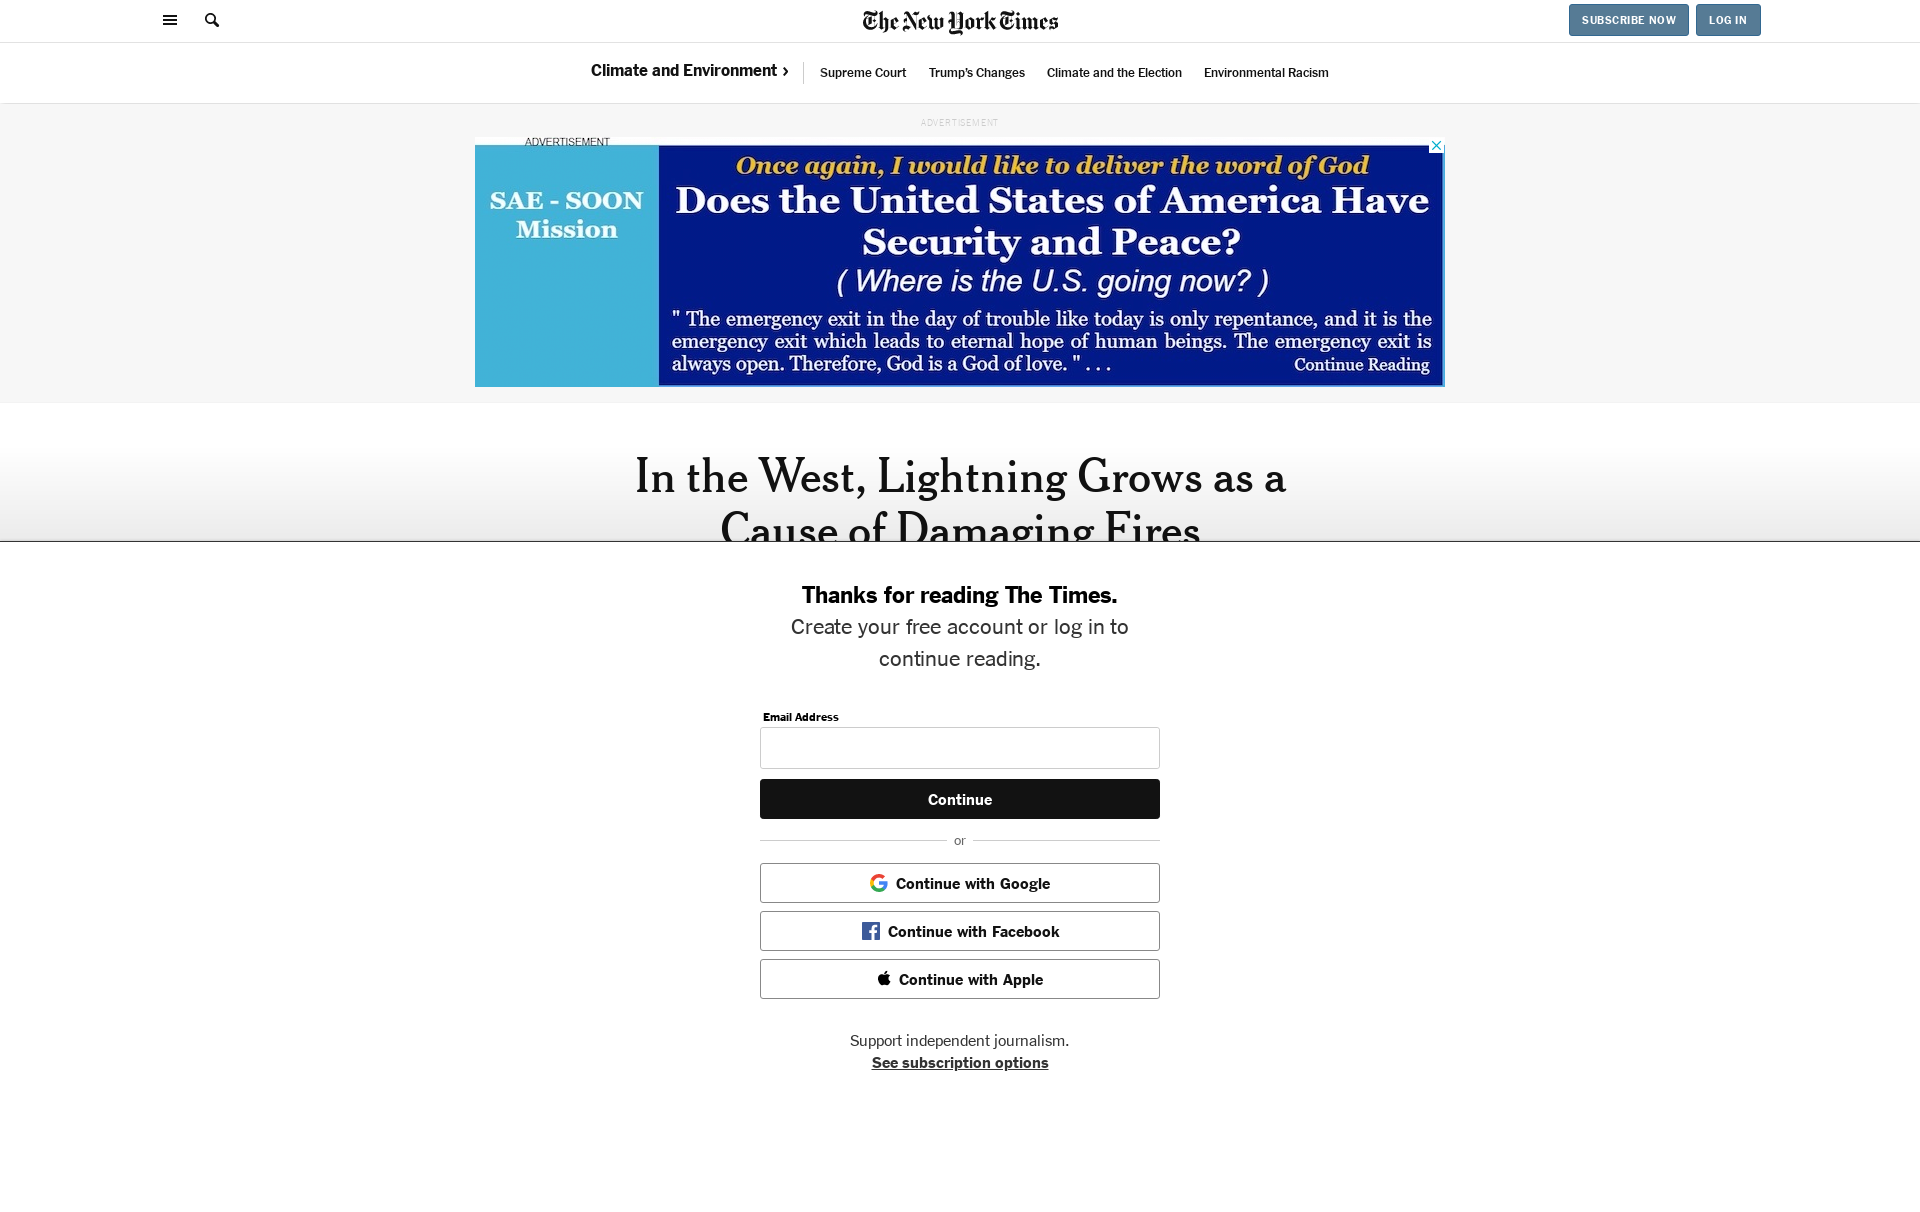 The New York Times
SUBSCRIBE NOW
LOG IN
Climate and Environment ›
Supreme Court
Trump's Changes
Climate and the Election
Environmental Racism
ADVERTISEMENT
ADVERTISEMENT
SAE - SOON
Mission
Once again, I would like to deliver the word of God
Does the United States of America Have
Security and Peace?
( Where is the U.S. going now? )
" The emergency exit in the day of trouble like today is only repentance, and it is the
emergency exit which leads to eternal hope of human beings. The emergency exit is
always open. Therefore, God is a God of love. " . . .
Continue Reading
In the West, Lightning Grows as a
Cause of Damaging Fires
Thanks for reading The Times.
Create your free account or log in to
continue reading.
Email Address
Continue
or
Continue with Google
Continue with Facebook
Continue with Apple
Support independent journalism.
See subscription options